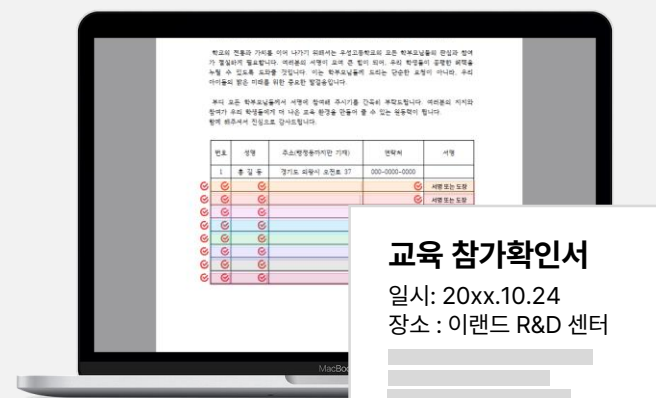 학교의 전통과 가치를 이어 나가기 위해서는 우성고등학교의 모든 학부모님들의 관심과 참여
가 절실하게 필요합니다. 여러분의 서명이 모여 큰 힘이 되어, 우리 학생들이 공평한 혜택을
누릴 수 있도록 도와줄 것입니다. 이는 학부모님들께 드리는 단순한 요청이 아니라, 우리
아이들의 밝은 미래를 위한 중요한 발걸음입니다.
부디 모든 학부모님들께서 서명에 참여해 주시기를 간곡히 부탁드립니다. 여러분의 지지와
참여가 우리 학생들에게 더 나은 교육 환경을 만들어 줄 수 있는 원동력이 됩니다.
함께 해주셔서 진심으로 감사드립니다.
번호 성명 주소(행정동까지만 기재) 연락처 서명
1 홍길동 경기도 의왕시 오전로 37 000-0000-0000
서명 또는 도장
서명 또는 도장
교육 참가확인서
일시: 20xx.10.24
장소 : 이랜드 R&D 센터